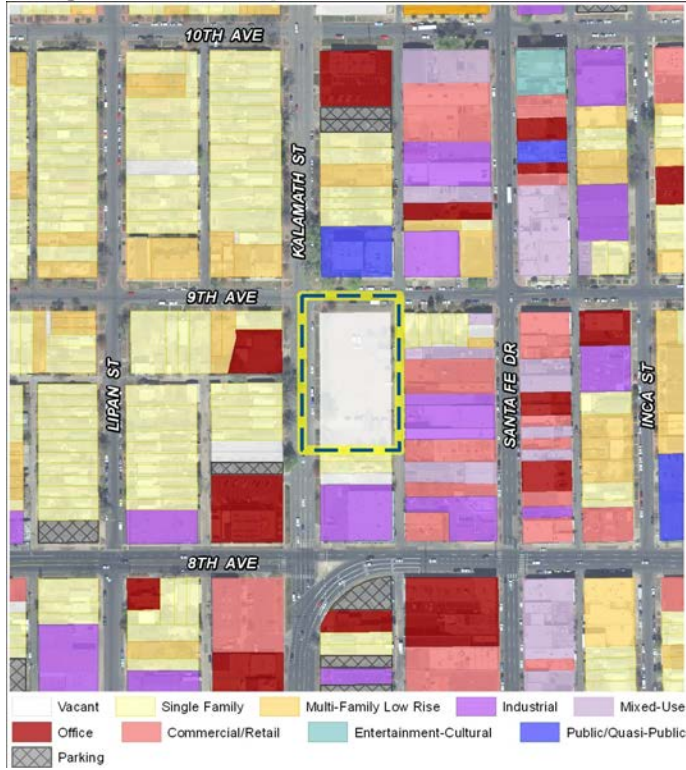 10TH AVE
KALAMATH ST
9TH AVE
LIPAN ST
SANTA FE DR
INCA ST
8TH AVE
Vacant
Single Family
Multi-Family Low Rise
Industrial
Mixed-Use
Office
Commercial/Retail
Entertainment-Cultural
Public/Quasi-Public
Parking